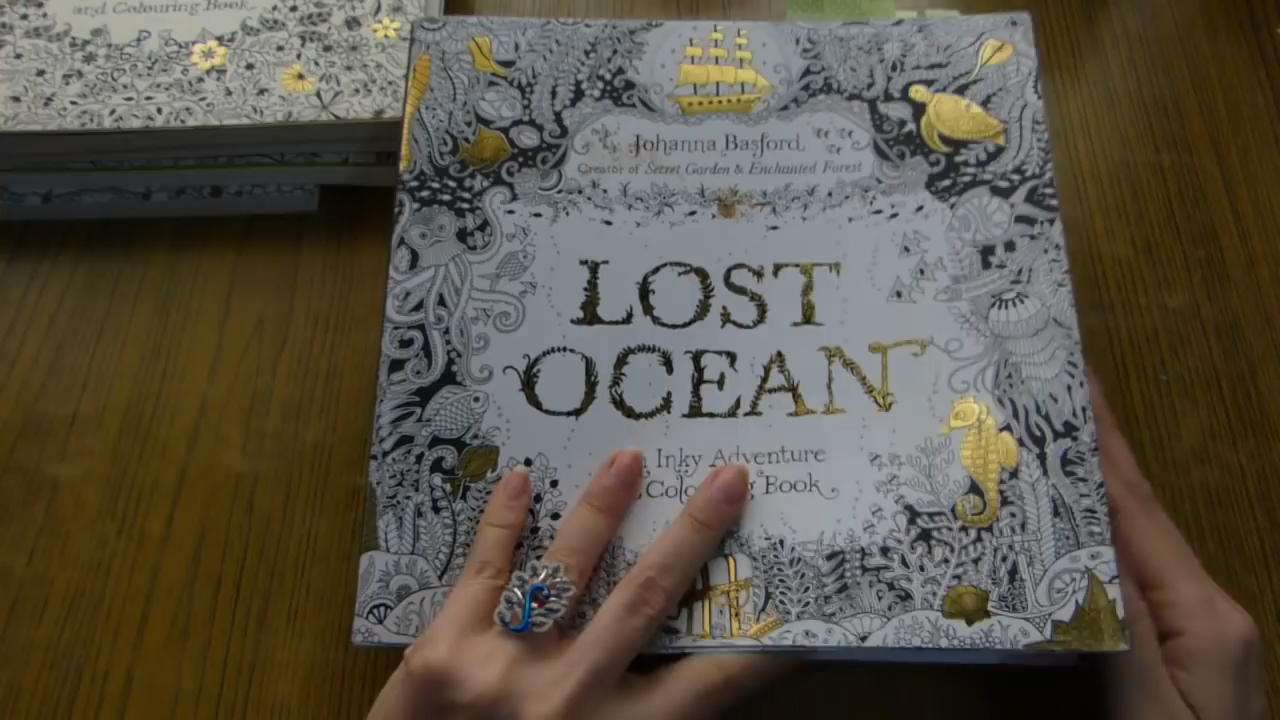 and Colouring Book
Johanna Basford
Creator of Secret Garden & Enchanted Forest
LOST
OCEAN
Inky Adventure
Book